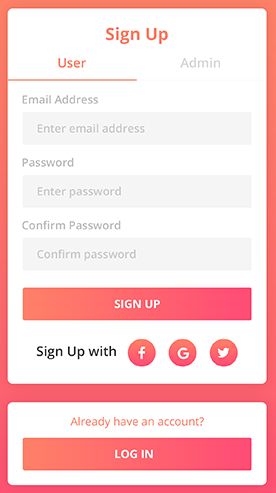 Sign Up
User Admin
Email Address
Enter email address
Password
Enter password
Confirm Password
Confirm password
SIGN UP
Sign Up with
Already have an account?
LOG IN